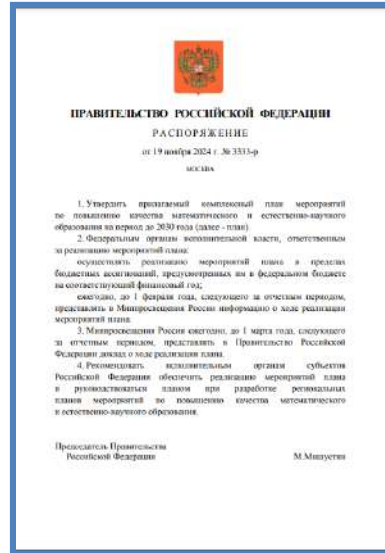 ПРАВИТЕЛЬСТВО РОССИЙСКОЙ ФЕДЕРАЦИИ
РАСПОРЯЖЕНИЕ
от 19 ноября 2024 г. № 3333-р
МОСКВА
1. Утвердить прилагаемый комплексный план мероприятий
по повышению качества математического и естественно-научного
образования на период до 2030 года (далее - план).
2. Федеральным органам исполнительной власти, ответственным
за реализацию мероприятий плана:
осуществлять реализацию мероприятий плана в пределах
бюджетных ассигнований, предусмотренных им в федеральном бюджете
на соответствующий финансовый год;
ежегодно, до 1 февраля года, следующего за отчетным периодом,
представлять в Минпросвещения России информацию о ходе реализации
мероприятий плана.
3. Минпросвещения России ежегодно, до 1 марта года, следующего
за отчетным периодом, представлять в Правительство Российской
Федерации доклад о ходе реализации плана.
4. Рекомендовать исполнительным органам субъектов
Российской Федерации обеспечить реализацию мероприятий плана
и руководствоваться планом при разработке региональных
планов мероприятий по повышению качества математического
и естественно-научного образования.
Председатель Правительства
Российской Федерации М.Мишустин